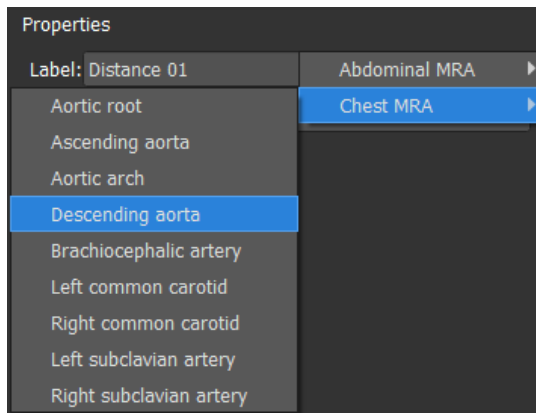 Properties
Label: Distance 01
Abdominal MRA
Chest MRA
Aortic root
Ascending aorta
Aortic arch
Descending aorta
Brachiocephalic artery
Left common carotid
Right common carotid
Left subclavian artery
Right subclavian artery